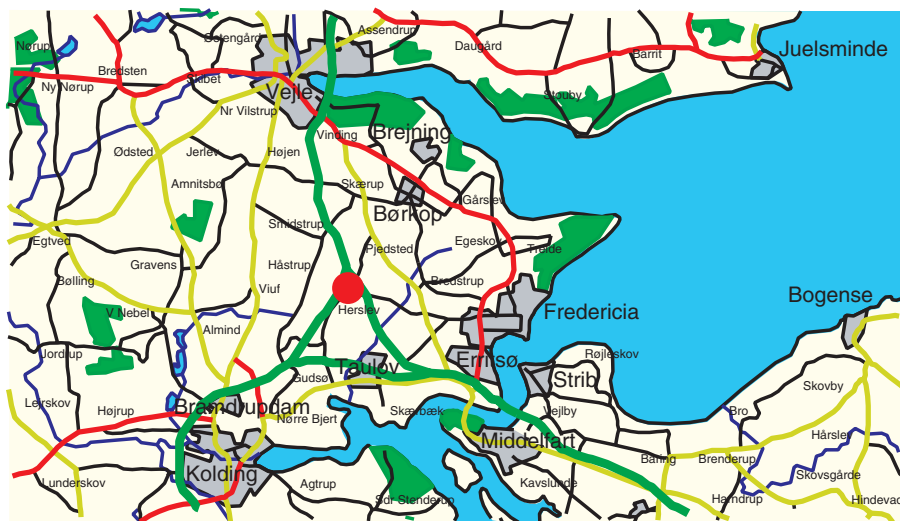 Nørup
Østengård
Assendrup
Daugård
Barrit
Juelsminde
Bredsten
Ny Nørup
Skibet
Vejle
Stouby
Nr Vilstrup
Vinding
Brejning
Ødsted
Jerlev
Højen
Amnitsbø
Skærup
Børkop
Gårslev
Smidstrup
Egtved
Pjedsted
Egeskov
Trelde
Gravens
Håstrup
Bølling
Viuf
Bredstrup
Bogense
V Nebel
Herslev
Fredericia
Almind
Jordrup
Taulov
Erritsø
Røjleskov
Gudsø
Strib
Skovby
Lejrskov
Højrup
Bramdrupdam
Nørre Bjert
Skærbæk
Vejlby
Bro
Middelfart
Hårslev
Kolding
Båring
Brenderup
Lunderskov
Agtrup
Kavslunde
Skovsgårde
Sdr Stenderup
Harndrup
Hindevad